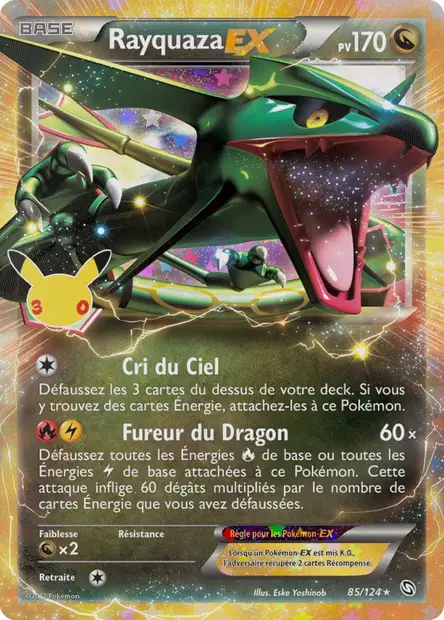 BASE
Rayquaza EX
PV170
30
Cri du Ciel
Défaussez les 3 cartes du dessus de votre deck. Si vous
y trouvez des cartes Énergie, attachez-les à ce Pokémon.
Fureur du Dragon 60×
Défaussez toutes les Énergies de base ou toutes les
Énergies de base attachées à ce Pokémon. Cette
attaque inflige 60 dégâts multipliés par le nombre de
cartes Énergie que vous avez défaussées.
Faiblesse Résistance
×2
Règle pour les Pokémon-EX
Lorsqu'un Pokémon-EX est mis K.O.,
l'adversaire récupère 2 cartes Récompense.
Retraite
Illus. Eske Yoshinob
85/124
Pokémon